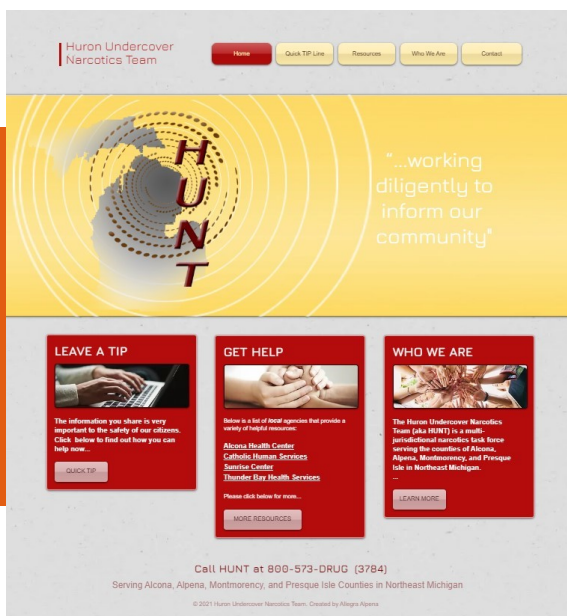 Huron Undercover
Narcotics Team
Home
Quick TIP Line
Resources
Who We Are
Contact
HUNT
"...working
diligently to
inform our
community"
LEAVE A TIP
The information you share is very
important to the safety of our citizens.
Click below to find out how you can
help now...
QUICK TIP
GET HELP
Below is a list of local agencies that provide a
variety of helpful resources:
Alcona Health Center
Catholic Human Services
Sunrise Center
Thunder Bay Health Services
Please click below for more...
MORE RESOURCES
WHO WE ARE
The Huron Undercover Narcotics
Team (aka HUNT) is a multi-
jurisdictional narcotics task force
serving the counties of Alcona,
Alpena, Montmorency, and Presque
Isle in Northeast Michigan.
...
LEARN MORE
Call HUNT at 800-573-DRUG (3784)
Serving Alcona, Alpena, Montmorency, and Presque Isle Counties in Northeast Michigan
© 2021 Huron Undercover Narcotics Team. Created by Allegra Alpena